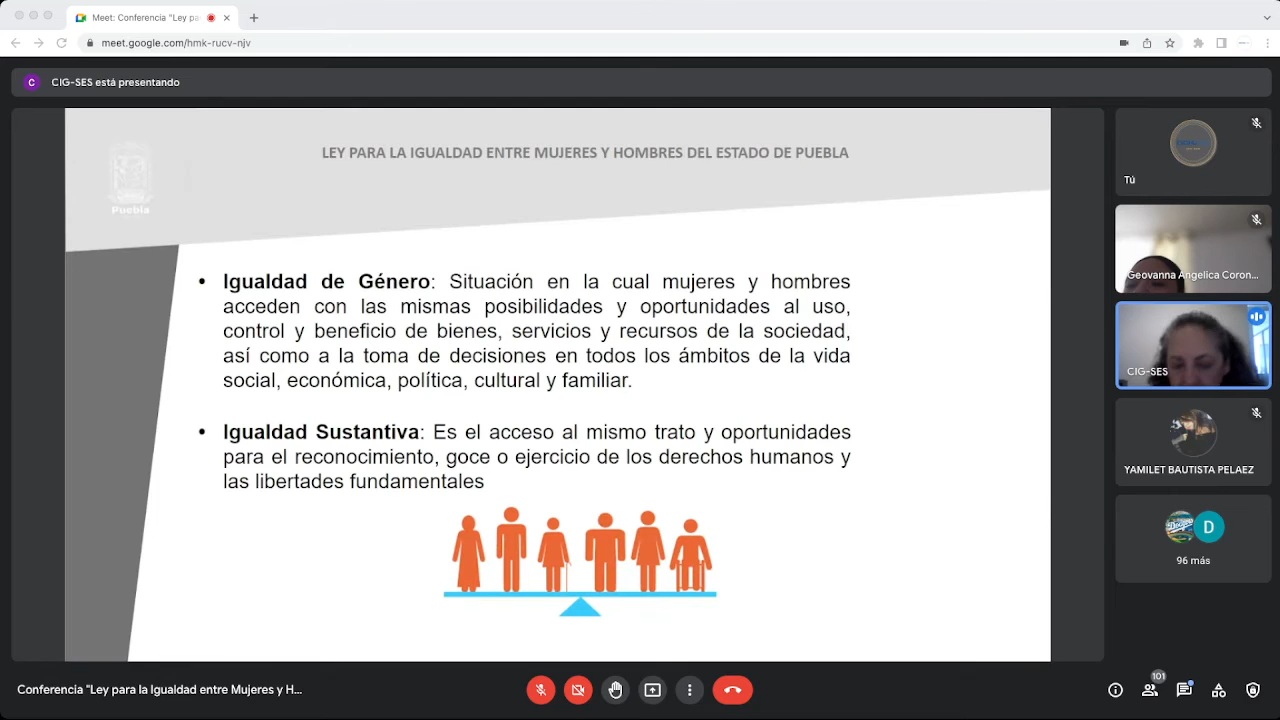 Meet: Conferencia "Ley pa
meet.google.com/hmk-rucv-njv
C CIG-SES está presentando
Puebla
LEY PARA LA IGUALDAD ENTRE MUJERES Y HOMBRES DEL ESTADO DE PUEBLA
• Igualdad de Género: Situación en la cual mujeres y hombres
acceden con las mismas posibilidades y oportunidades al uso,
control y beneficio de bienes, servicios y recursos de la sociedad,
así como a la toma de decisiones en todos los ámbitos de la vida
social, económica, política, cultural y familiar.
• Igualdad Sustantiva: Es el acceso al mismo trato y oportunidades
para el reconocimiento, goce o ejercicio de los derechos humanos y
las libertades fundamentales
Tú
Geovanna Angelica Coron...
CIG-SES
YAMILET BAUTISTA PELAEZ
D
96 más
Conferencia "Ley para la Igualdad entre Mujeres y H...
101